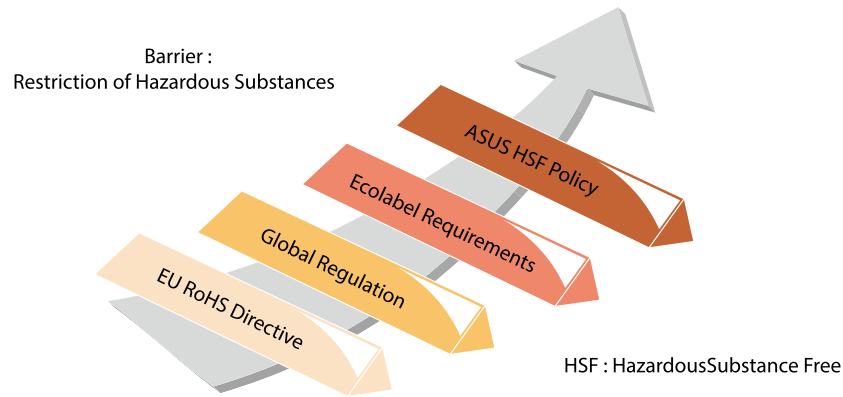 Barrier :
Restriction of Hazardous Substances
ASUS HSF Policy
Ecolabel Requirements
Global Regulation
EU RoHS Directive
HSF : HazardousSubstance Free